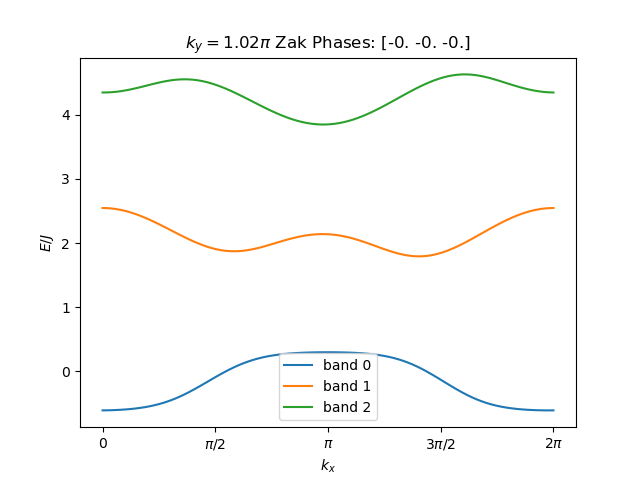 $k_y = 1.02\pi$ Zak Phases: [-0. -0. -0.]
E/J
4
3
2
1
0
band 0
band 1
band 2
0
π/2
π
3π/2
2π
$k_x$